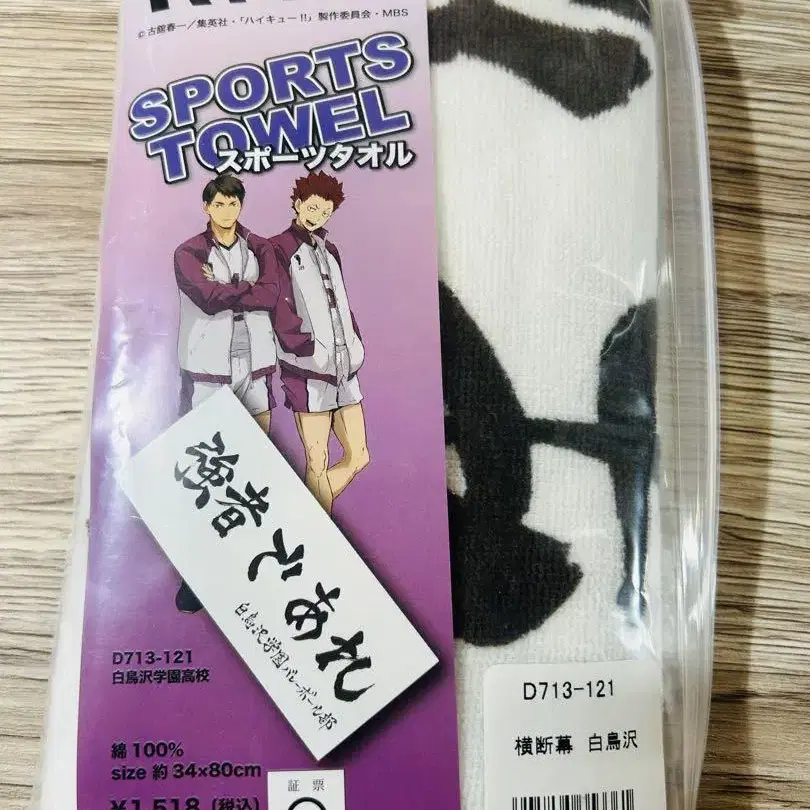 ©古舘春一／集英社・「ハイキュー!!」製作委員会・MBS
SPORTS
TOWEL
スポーツタオル
強者であれ
白鳥沢学園バレーボール部
D713-121
白鳥沢学園高校
綿100%
size 約34×80cm
¥1,518 (税込)
証票
D713-121
横断幕 白鳥沢